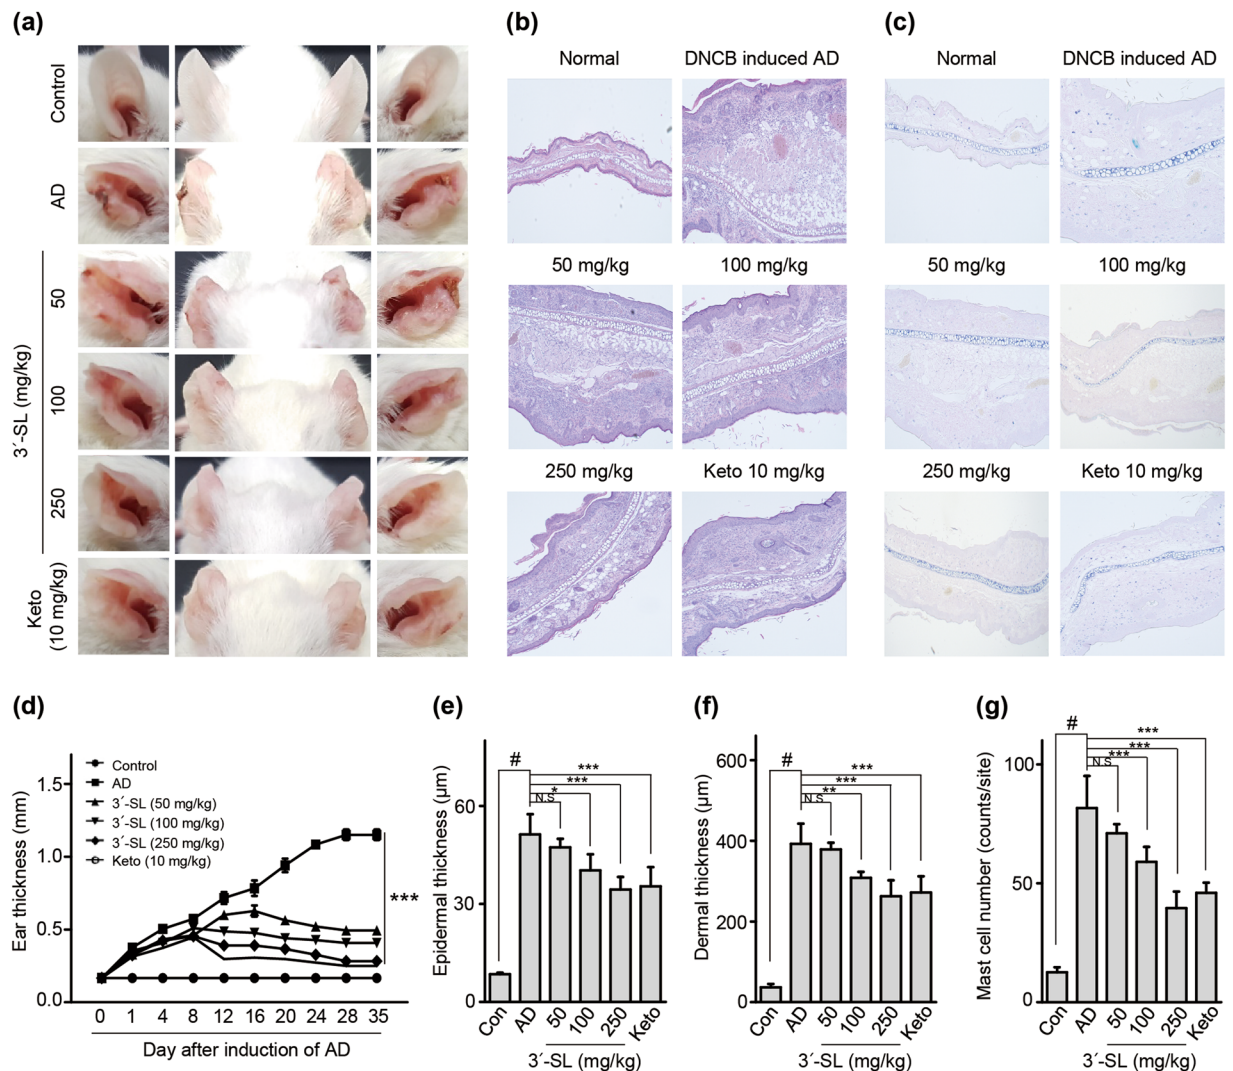 (a)
Control
AD
3´-SL (mg/kg)
50
100
250
Keto
(10 mg/kg)
(b)
Normal
DNCB induced AD
50 mg/kg
100 mg/kg
250 mg/kg
Keto 10 mg/kg
(c)
Normal
DNCB induced AD
50 mg/kg
100 mg/kg
250 mg/kg
Keto 10 mg/kg
(d)
Ear thickness (mm)
1.5
1.0
0.5
0.0
Control
AD
3´-SL (50 mg/kg)
3´-SL (100 mg/kg)
3´-SL (250 mg/kg)
Keto (10 mg/kg)
***
0 1 4 8 12 16 20 24 28 35
Day after induction of AD
(e)
Epidermal thickness (μm)
60
30
0
#
***
***
*
N.S
Con AD 50 100 250 Keto
3´-SL (mg/kg)
(f)
Dermal thickness (μm)
600
400
200
0
#
***
***
**
N.S
Con AD 50 100 250 Keto
3´-SL (mg/kg)
(g)
Mast cell number (counts/site)
100
50
0
#
***
***
***
N.S
Con AD 50 100 250 Keto
3´-SL (mg/kg)